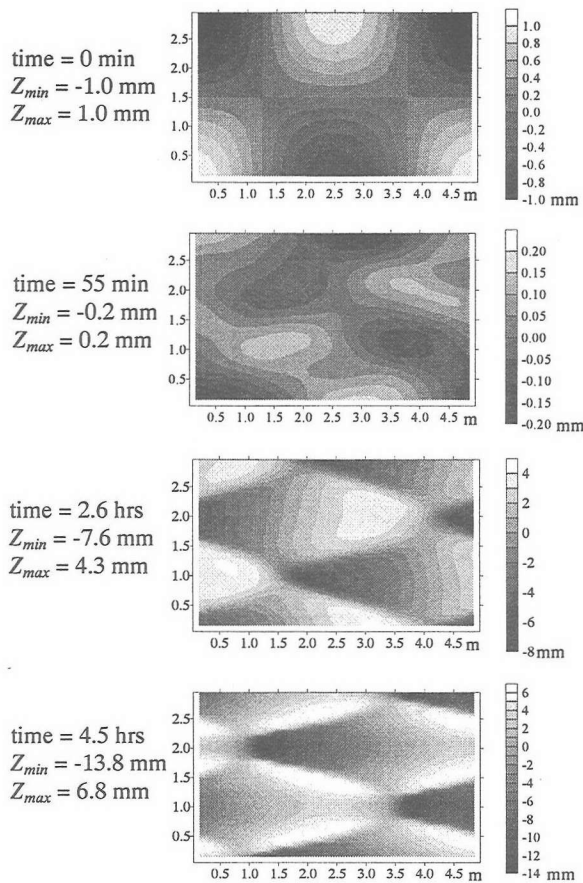 time = 0 min
Z_min = -1.0 mm
Z_max = 1.0 mm
2.5
2.0
1.5
1.0
0.5
0.5 1.0 1.5 2.0 2.5 3.0 3.5 4.0 4.5 m
1.0
0.8
0.6
0.4
0.2
0.0
-0.2
-0.4
-0.6
-0.8
-1.0 mm
time = 55 min
Z_min = -0.2 mm
Z_max = 0.2 mm
2.5
2.0
1.5
1.0
0.5
0.5 1.0 1.5 2.0 2.5 3.0 3.5 4.0 4.5 m
0.20
0.15
0.10
0.05
0.00
-0.05
-0.10
-0.15
-0.20 mm
time = 2.6 hrs
Z_min = -7.6 mm
Z_max = 4.3 mm
2.5
2.0
1.5
1.0
0.5
0.5 1.0 1.5 2.0 2.5 3.0 3.5 4.0 4.5 m
4
2
0
-2
-4
-6
-8 mm
time = 4.5 hrs
Z_min = -13.8 mm
Z_max = 6.8 mm
2.5
2.0
1.5
1.0
0.5
0.5 1.0 1.5 2.0 2.5 3.0 3.5 4.0 4.5 m
6
4
2
0
-2
-4
-6
-8
-10
-12
-14 mm